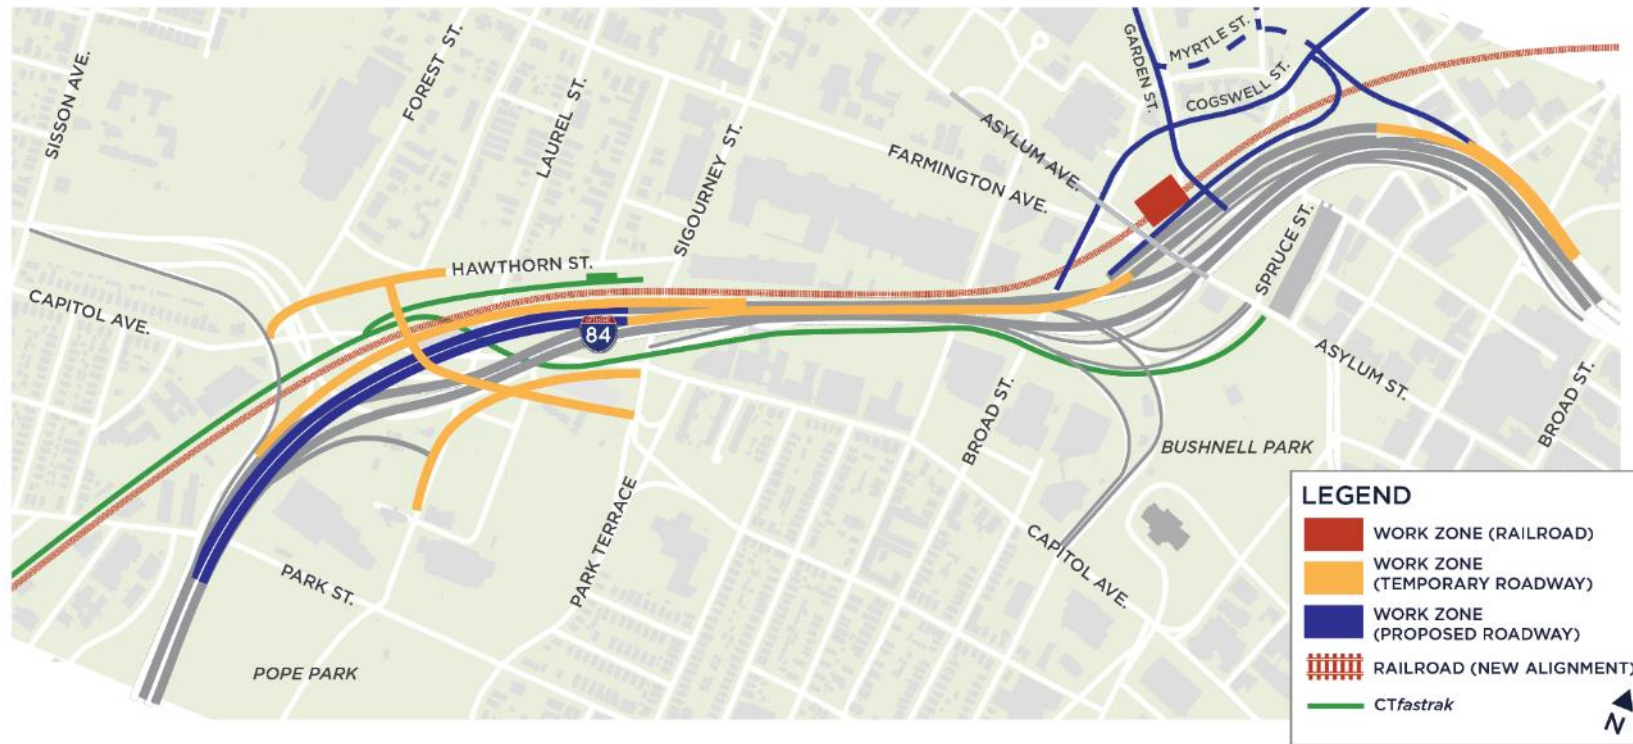 SISSON AVE.
FOREST ST.
LAUREL ST.
SIGOURNEY ST.
GARDEN ST.
MYRTLE ST.
COGSWELL ST.
ASYLUM AVE.
FARMINGTON AVE.
HAWTHORN ST.
CAPITOL AVE.
84
SPRUCE ST.
ASYLUM ST.
BROAD ST.
BROAD ST.
BUSHNELL PARK
PARK TERRACE
CAPITOL AVE.
PARK ST.
POPE PARK
LEGEND
WORK ZONE (RAILROAD)
WORK ZONE
(TEMPORARY ROADWAY)
WORK ZONE
(PROPOSED ROADWAY)
RAILROAD (NEW ALIGNMENT)
CTfastrak
N